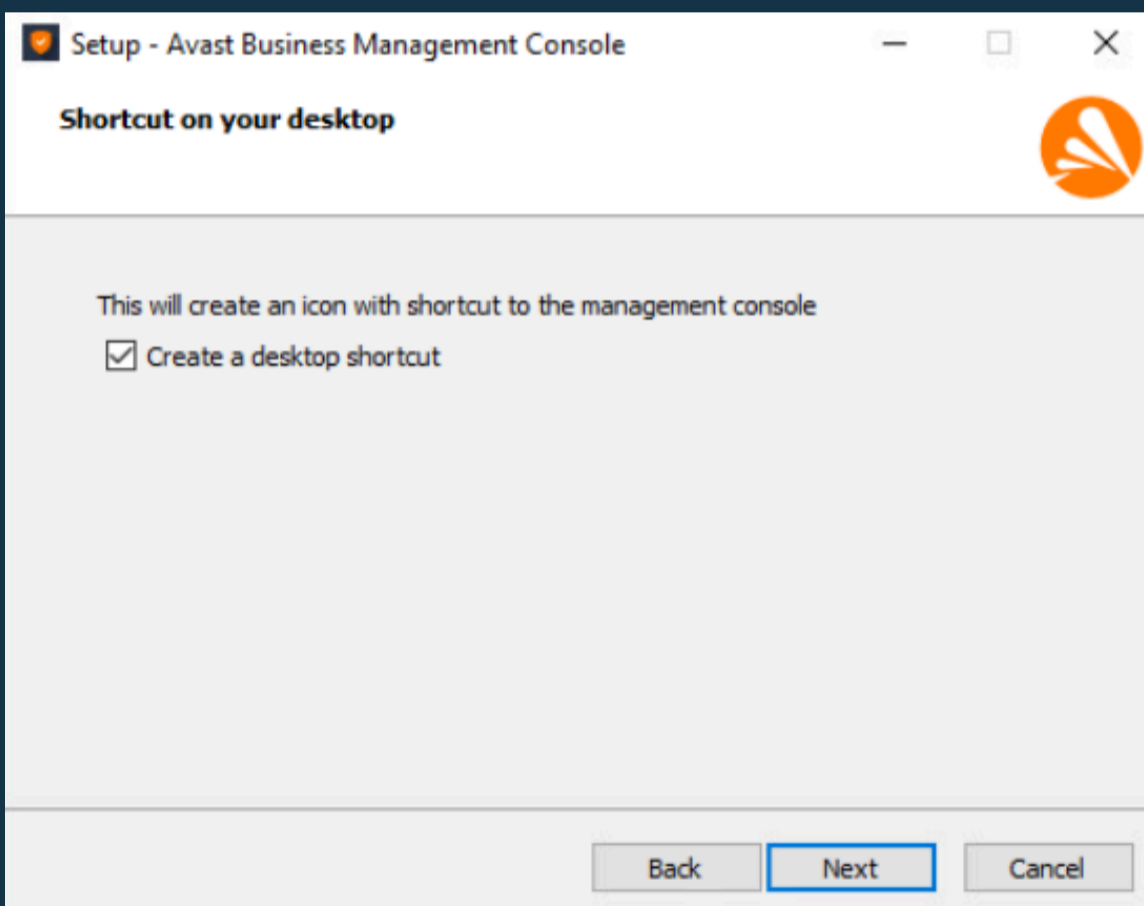 Setup - Avast Business Management Console
Shortcut on your desktop
This will create an icon with shortcut to the management console
Create a desktop shortcut
Back
Next
Cancel